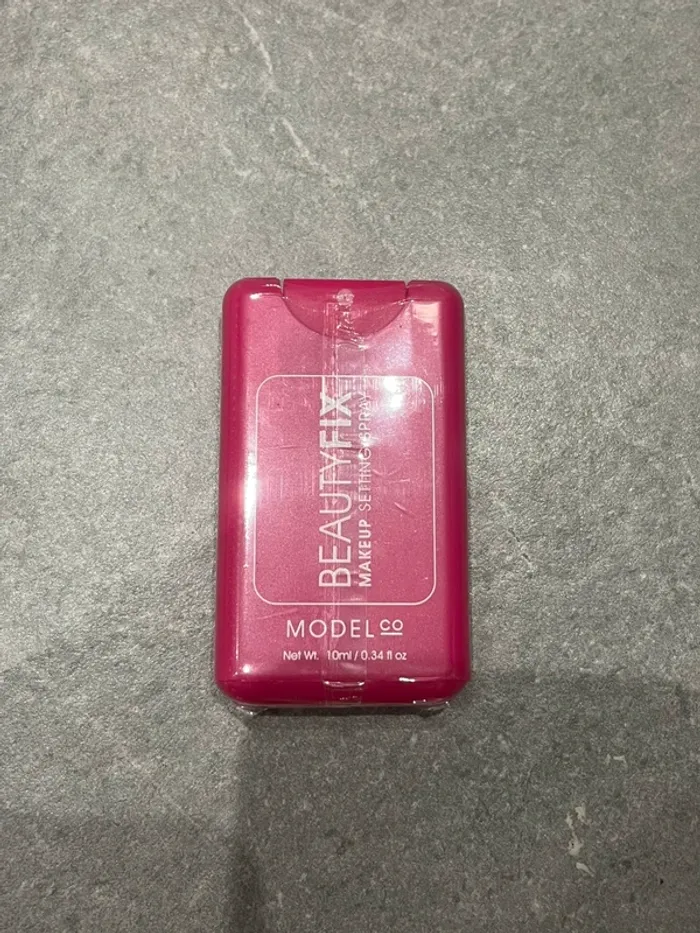 BEAUTYFIX
MAKEUP SETTING SPRAY
MODEL CO
Net Wt. 10ml / 0.34 fl oz